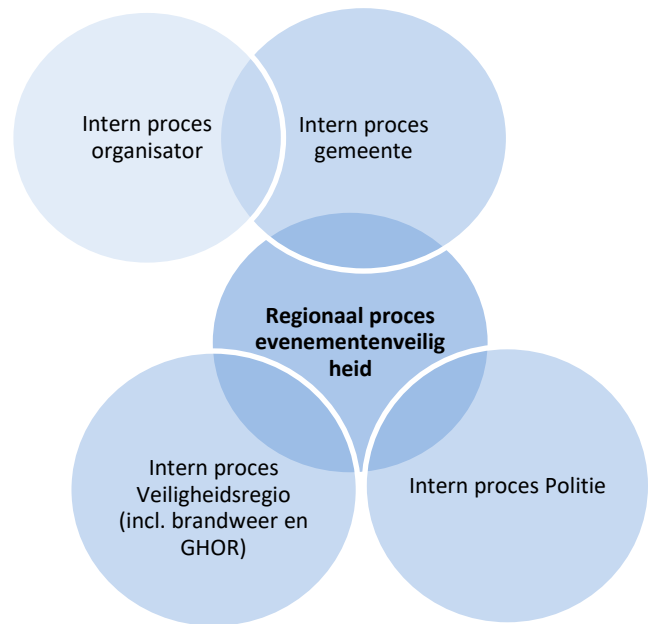 Intern proces
organisator
Intern proces
gemeente
Regionaal proces
evenementenveilig
heid
Intern proces
Veiligheidsregio
(incl. brandweer en
GHOR)
Intern proces Politie